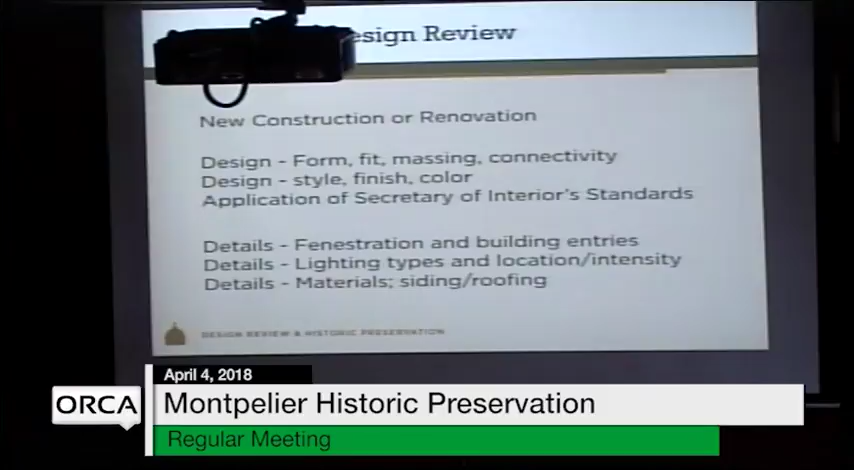 esign Review
New Construction or Renovation
Design - Form, fit, massing, connectivity
Design - style, finish, color
Application of Secretary of Interior's Standards
Details - Fenestration and building entries
Details - Lighting types and location/intensity
Details - Materials; siding/roofing
DESIGN REVIEW & HISTORIC PRESERVATION
April 4, 2018
ORCA
Montpelier Historic Preservation
Regular Meeting